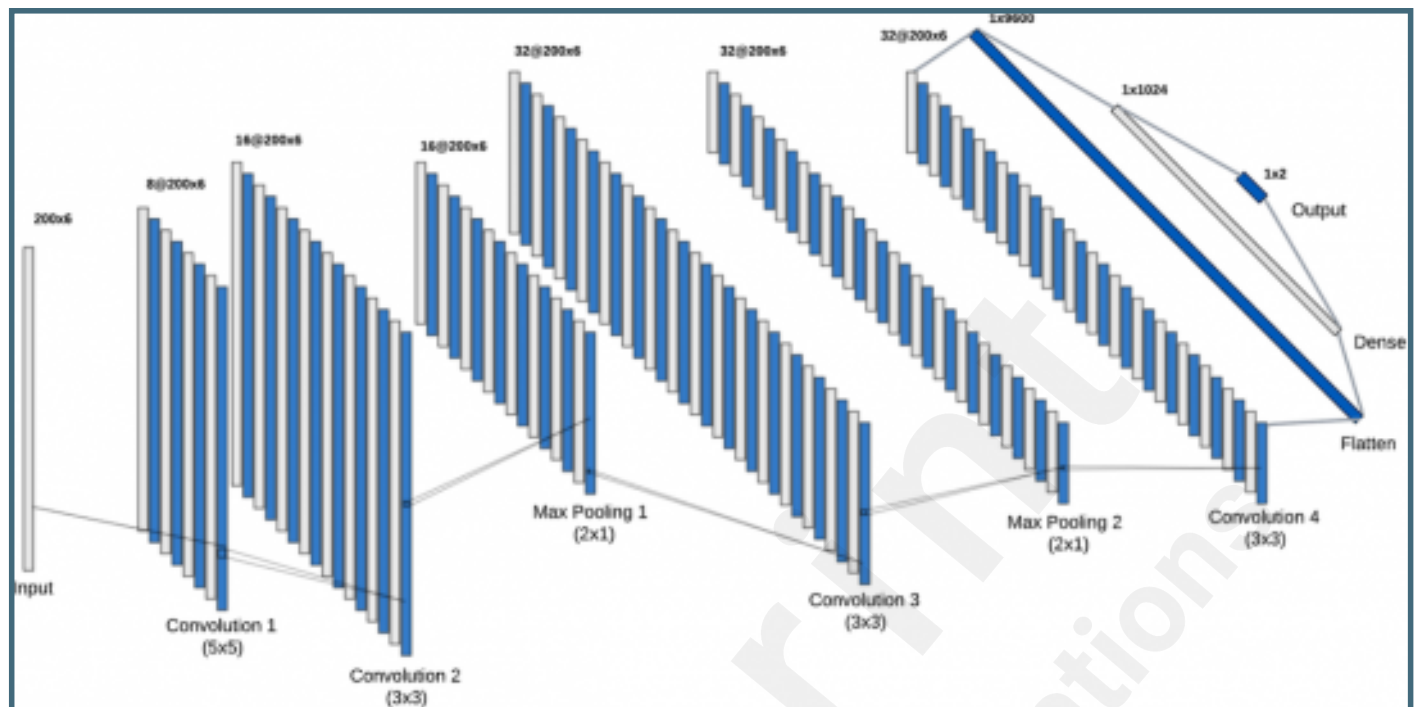 200x6
Input
8@200x6
Convolution 1
(5x5)
16@200x6
Convolution 2
(3x3)
16@200x6
Max Pooling 1
(2x1)
32@200x6
Convolution 3
(3x3)
32@200x6
Max Pooling 2
(2x1)
32@200x6
Convolution 4
(3x3)
1x9600
Flatten
1x1024
Dense
1x2
Output
rint
ations